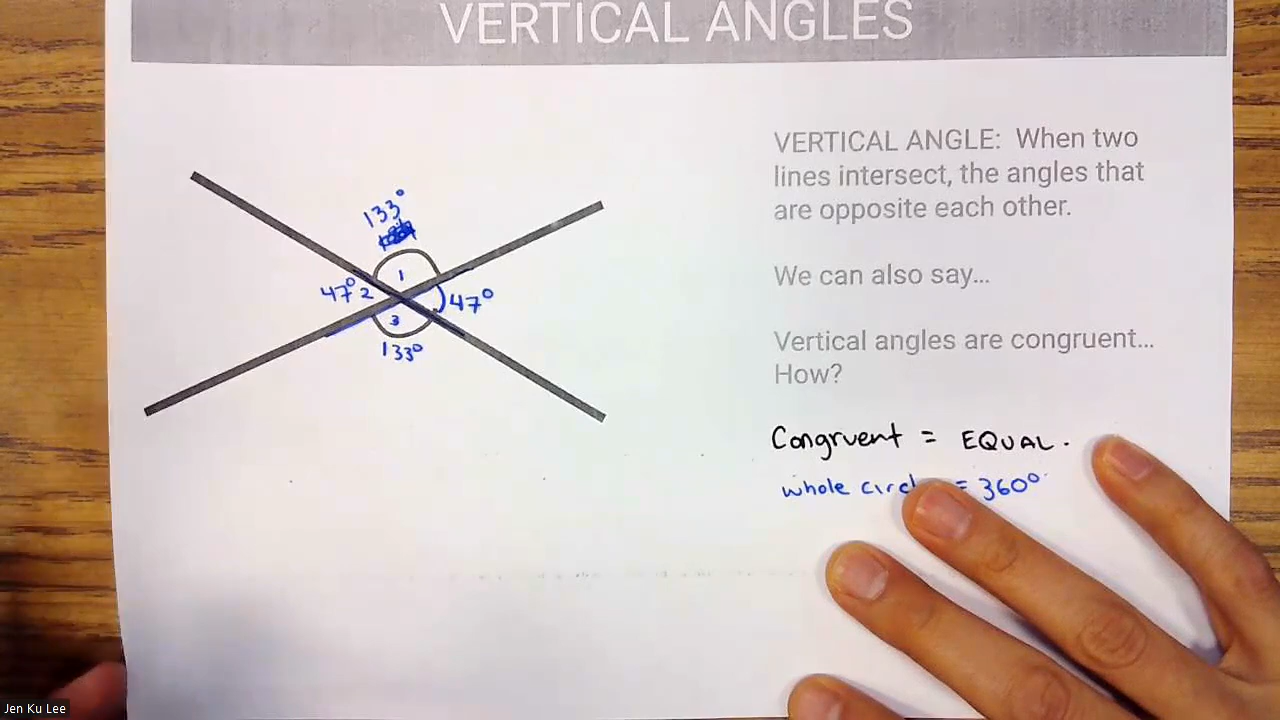 VERTICAL ANGLES
VERTICAL ANGLE: When two
lines intersect, the angles that
are opposite each other.
We can also say...
Vertical angles are congruent...
How?
Congruent = EQUAL.
whole = 360°
133°
1
47° 2
47°
3
133°
Jen Ku Lee